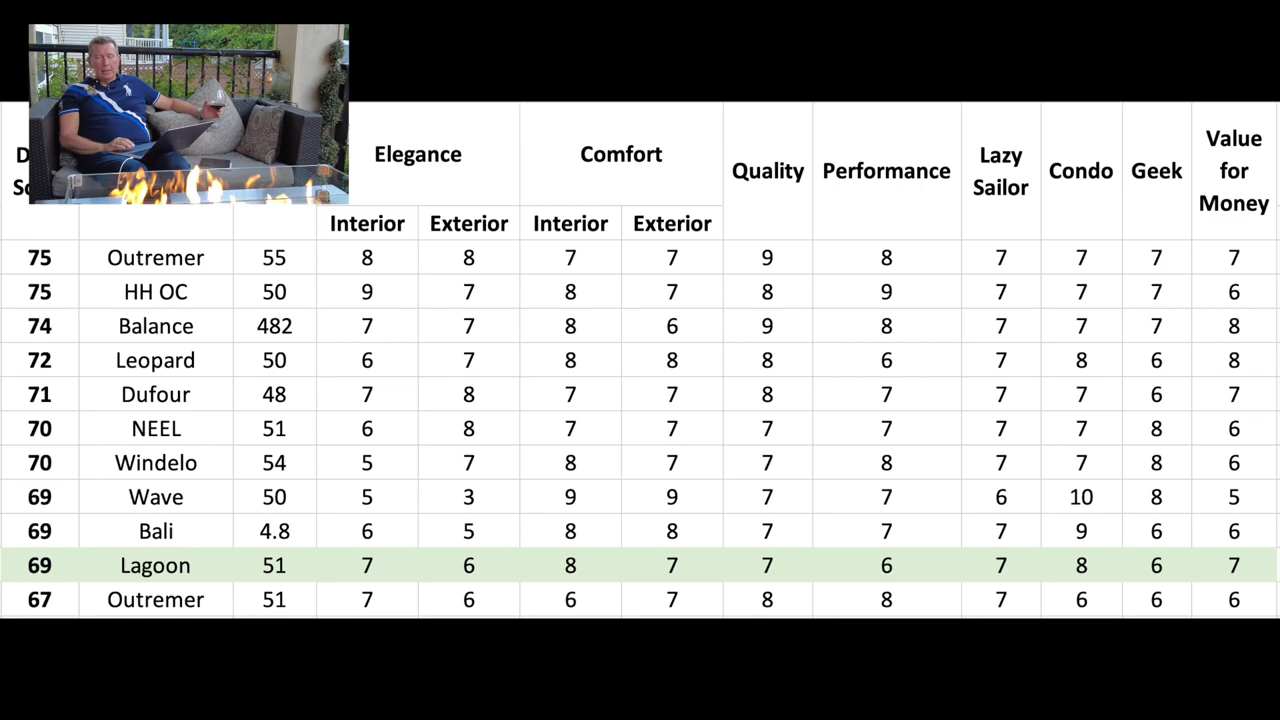 Elegance Comfort Quality Performance Lazy Sailor Condo Geek Value for Money
Interior Exterior Interior Exterior
75 Outremer 55 8 8 7 7 9 8 7 7 7 7
75 HH OC 50 9 7 8 7 8 9 7 7 7 6
74 Balance 482 7 7 8 6 9 8 7 7 7 8
72 Leopard 50 6 7 8 8 8 6 7 8 6 8
71 Dufour 48 7 8 7 7 8 7 7 7 6 7
70 NEEL 51 6 8 7 7 7 7 7 7 8 6
70 Windelo 54 5 7 8 7 7 8 7 7 8 6
69 Wave 50 5 3 9 9 7 7 6 10 8 5
69 Bali 4.8 6 5 8 8 7 7 7 9 6 6
69 Lagoon 51 7 6 8 7 7 6 7 8 6 7
67 Outremer 51 7 6 6 7 8 8 7 6 6 6